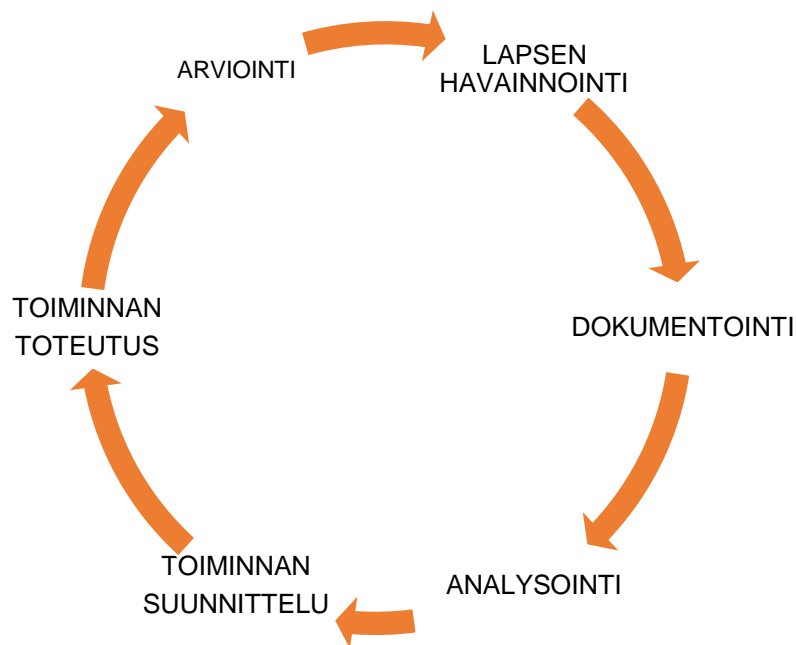 ARVIOINTI
LAPSEN
HAVAINNOINTI
DOKUMENTOINTI
ANALYSOINTI
TOIMINNAN
SUUNNITTELU
TOIMINNAN
TOTEUTUS